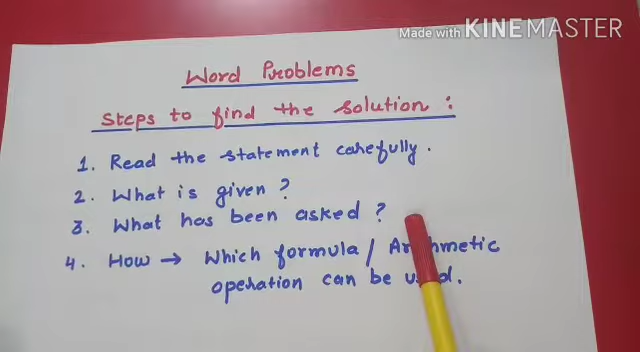 Made with KINEMASTER
Word Problems
Steps to find the solution :
1. Read the statement carefully.
2. What is given ?
3. What has been asked ?
4. How → Which formula /
operation can be